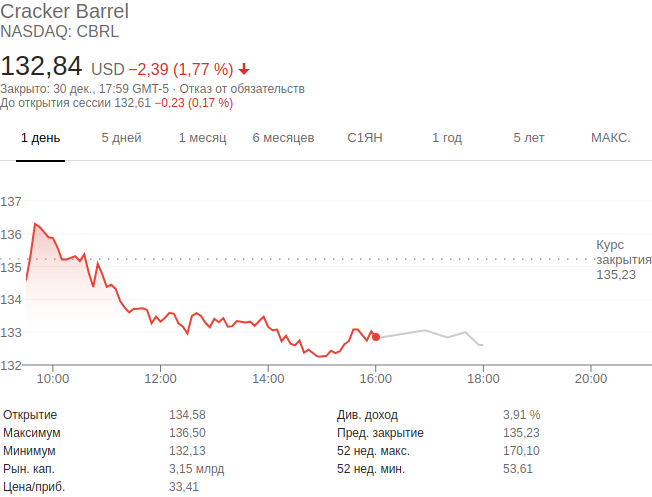 Cracker Barrel
NASDAQ: CBRL
132,84 USD −2,39 (1,77 %)
Закрыто: 30 дек., 17:59 GMT-5 · Отказ от обязательств
До открытия сессии 132,61 −0,23 (0,17 %)
1 день 5 дней 1 месяц 6 месяцев С1ЯН 1 год 5 лет МАКС.
137
136
Курс
закрытия
135
135,23
134
133
132
10:00 12:00 14:00 16:00 18:00 20:00
Открытие 134,58 Див. доход 3,91 %
Максимум 136,50 Пред. закрытие 135,23
Минимум 132,13 52 нед. макс. 170,10
Рын. кап. 3,15 млрд 52 нед. мин. 53,61
Цена/приб. 33,41